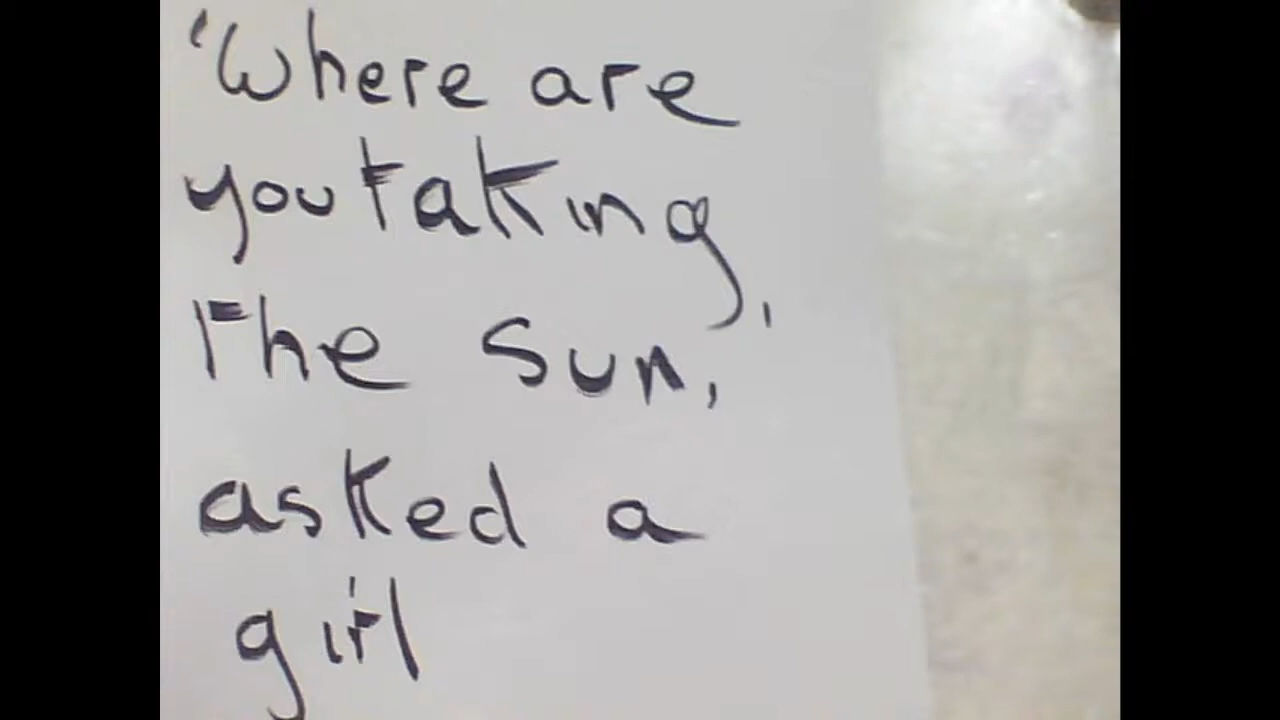 'Where are
you taking,
the sun,
asked a
girl